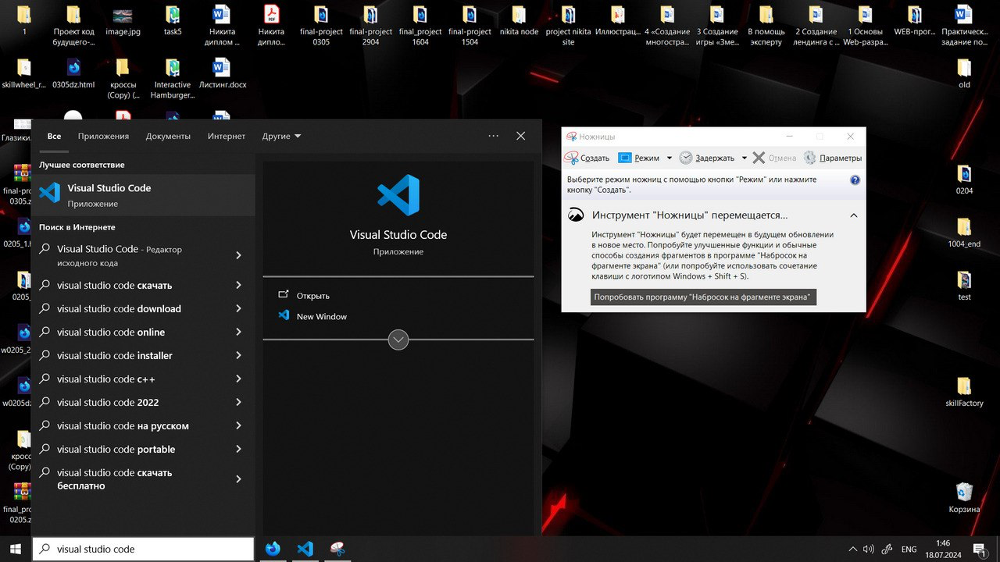 1
Проект код будущего-...
image.jpg
task5
Никита диплом ...
Никита дипло...
final-project 0305
final-project 2904
final_project 1604
final-project 1504
nikita node
project nikita site
Иллюстрац...
4 «Создание многостра...
3 Создание игры «Зме...
В помощь эксперту
2 Создание лендинга с ...
1 Основы Web-разра...
WEB-прог...
Практическ... задание по...
skillwheel_r...
0305dz.html
кроссы (Copy) (...
Interactive Hamburger...
Листинг.docx
old
Глазики.
final-pro
0305.z
0205_1.h
0205_
w0205_2
w0205dz
кросс
(Copy)
final_pro
0205.z
Все
Приложения
Документы
Интернет
Другие
Лучшее соответствие
Visual Studio Code
Приложение
Поиск в Интернете
Visual Studio Code - Редактор
исходного кода
visual studio code скачать
visual studio code download
visual studio code online
visual studio code installer
visual studio code c++
visual studio code 2022
visual studio code на русском
visual studio code portable
visual studio code скачать
бесплатно
Visual Studio Code
Приложение
Открыть
New Window
Ножницы
Создать
Режим
Задержать
Отмена
Параметры
Выберите режим ножниц с помощью кнопки "Режим" или нажмите
кнопку "Создать".
Инструмент "Ножницы" перемещается...
Инструмент "Ножницы" будет перемещен в будущем обновлении
в новое место. Попробуйте улучшенные функции и обычные
способы создания фрагментов в программе "Набросок на
фрагменте экрана" (или попробуйте использовать сочетание
клавиш с логотипом Windows + Shift + S).
Попробовать программу "Набросок на фрагменте экрана"
0204
1004_end
test
skillFactory
Корзина
visual studio code
ENG
1:46
18.07.2024
1